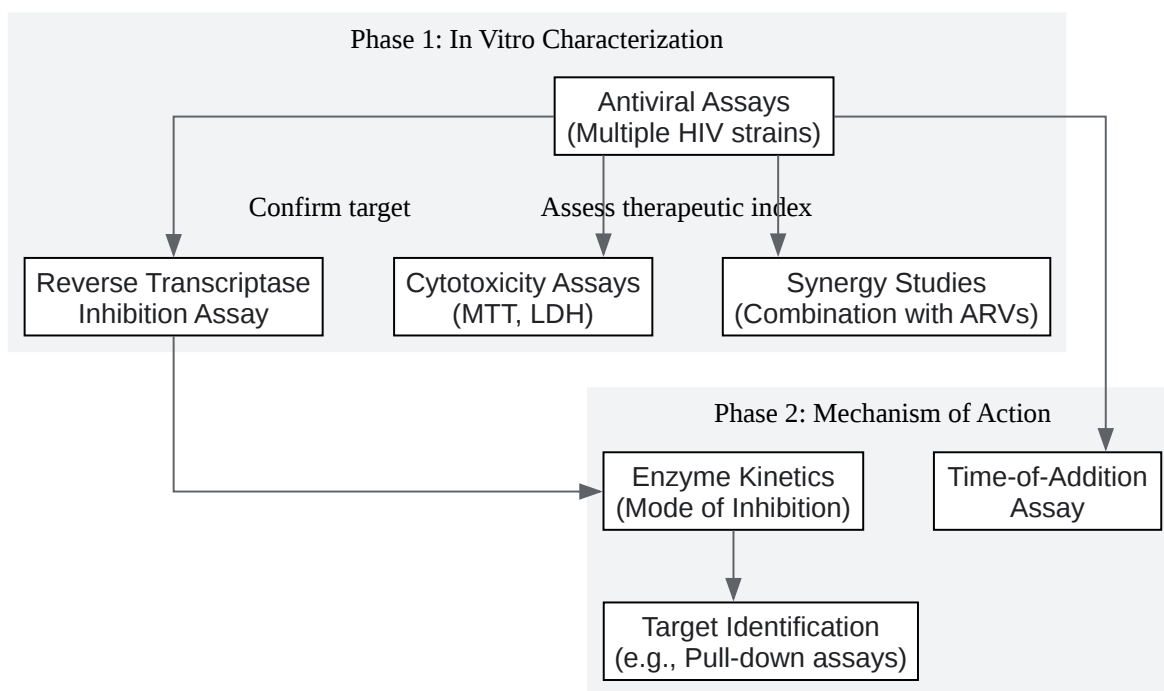 Phase 1: In Vitro Characterization
Antiviral Assays
(Multiple HIV strains)
Confirm target
Assess therapeutic index
Reverse Transcriptase
Inhibition Assay
Cytotoxicity Assays
(MTT, LDH)
Synergy Studies
(Combination with ARVs)
Phase 2: Mechanism of Action
Enzyme Kinetics
(Mode of Inhibition)
Time-of-Addition
Assay
Target Identification
(e.g., Pull-down assays)